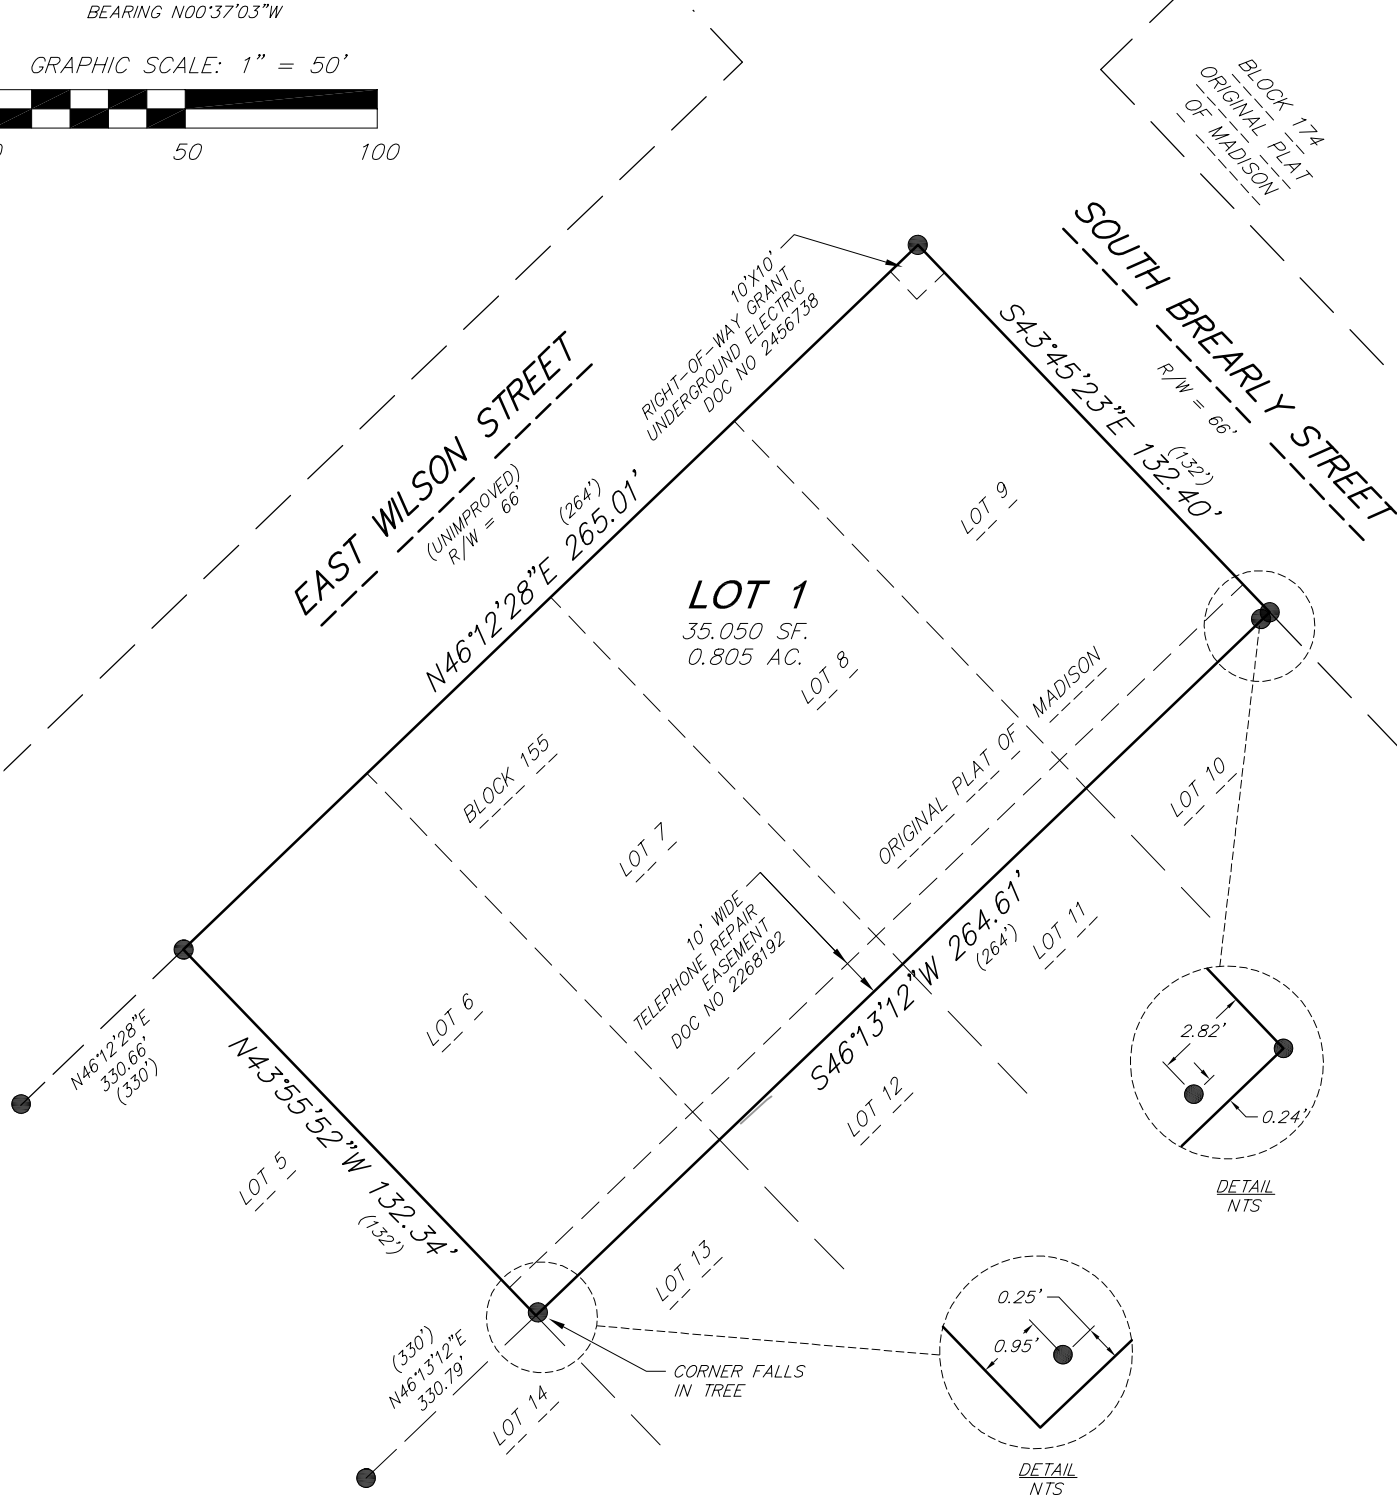 BEARING N00°37'03"W
GRAPHIC SCALE: 1" = 50'
50
100
BLOCK 174
ORIGINAL PLAT
OF MADISON
SOUTH BREARLY STREET
R/W = 66'
10'X10'
RIGHT-OF-WAY GRANT
UNDERGROUND ELECTRIC
DOC NO 2456738
EAST WILSON STREET
(UNIMPROVED)
R/W = 66'
(264')
N46°12'28"E 265.01'
S43°45'23"E 132.40'
(132')
LOT 9
LOT 1
35.050 SF.
0.805 AC.
LOT 8
BLOCK 155
LOT 7
ORIGINAL PLAT OF MADISON
LOT 10
10' WIDE
TELEPHONE REPAIR
EASEMENT
DOC NO 2268192
S46°13'12"W 264.61'
(264')
LOT 11
LOT 6
N46°12'28"E
330.66'
(330')
N43°55'52"W 132.34'
(132')
LOT 5
LOT 12
2.82'
0.24'
DETAIL
NTS
LOT 13
(330')
N46°13'12"E
330.79'
LOT 14
CORNER FALLS
IN TREE
0.25'
0.95'
DETAIL
NTS